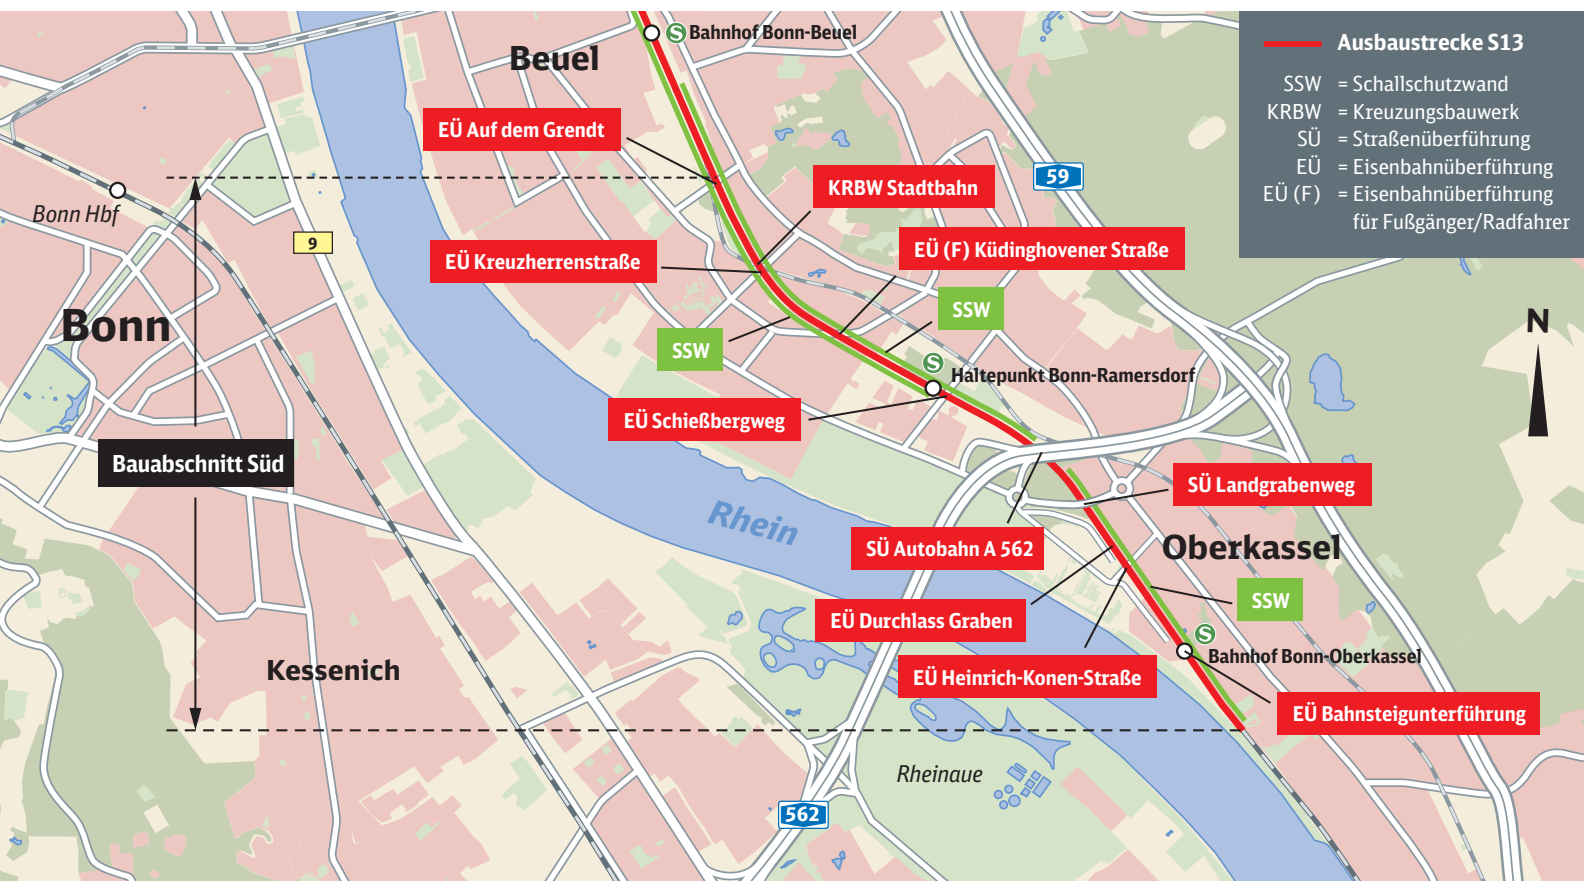 Beuel
S Bahnhof Bonn-Beuel
Ausbaustrecke S13
SSW = Schallschutzwand
KRBW = Kreuzungsbauwerk
SÜ = Straßenüberführung
EÜ = Eisenbahnüberführung
EÜ (F) = Eisenbahnüberführung
für Fußgänger/Radfahrer
EÜ Auf dem Grendt
KRBW Stadtbahn
59
Bonn Hbf
9
EÜ Kreuzherrenstraße
EÜ (F) Küdinghovener Straße
Bonn
SSW
SSW
N
S
Haltepunkt Bonn-Ramersdorf
EÜ Schießbergweg
Bauabschnitt Süd
SÜ Landgrabenweg
Rhein
SÜ Autobahn A 562
Oberkassel
SSW
EÜ Durchlass Graben
S
Bahnhof Bonn-Oberkassel
Kessenich
EÜ Heinrich-Konen-Straße
EÜ Bahnsteigunterführung
Rheinaue
562